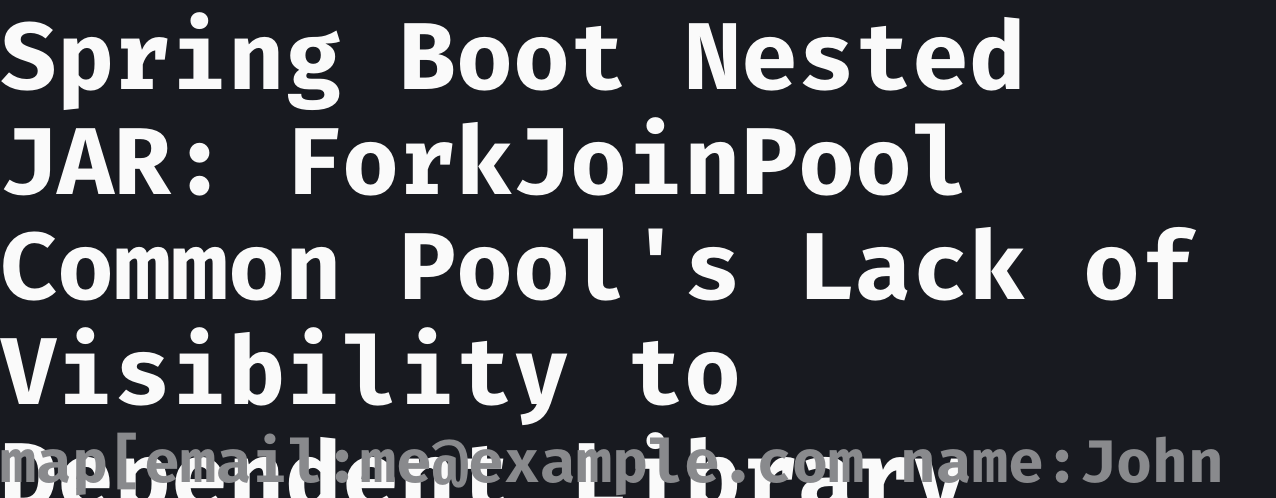 Spring Boot Nested
JAR: ForkJoinPool
Common Pool's Lack of
Visibility to
Dependent Library
map[email:me@example.com name:John